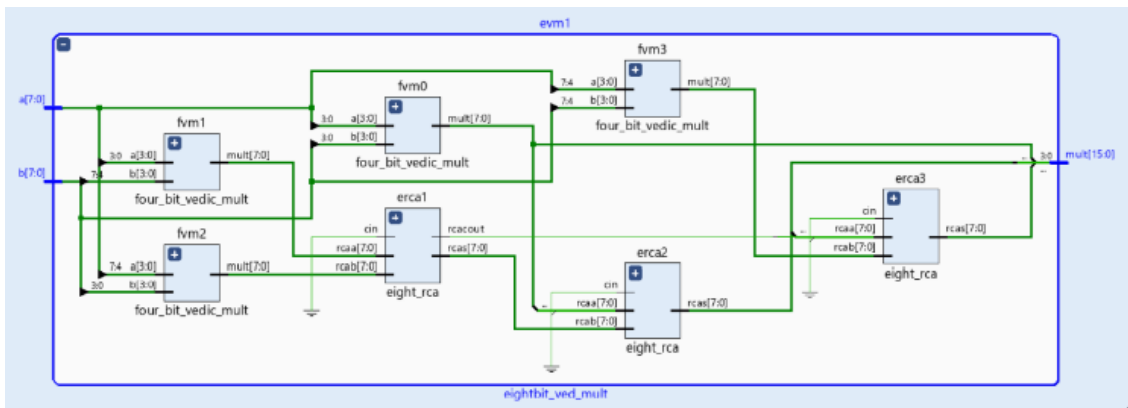 evm1
fvm3
7:4 a[3:0] mult[7:0]
7:4 b[3:0]
four_bit_vedic_mult
fvm0
3:0 a[3:0] mult[7:0]
3:0 b[3:0]
four_bit_vedic_mult
a[7:0]
fvm1
3:0 a[3:0] mult[7:0]
7:4 b[3:0]
four_bit_vedic_mult
b[7:0]
3:0 mult[15:0]
erca1
cin rcacout
rcaa[7:0] rcas[7:0]
rcab[7:0]
eight_rca
erca3
cin
rcaa[7:0] rcas[7:0]
rcab[7:0]
eight_rca
fvm2
7:4 a[3:0] mult[7:0]
3:0 b[3:0]
four_bit_vedic_mult
erca2
cin
rcaa[7:0] rcas[7:0]
rcab[7:0]
eight_rca
eightbit_ved_mult